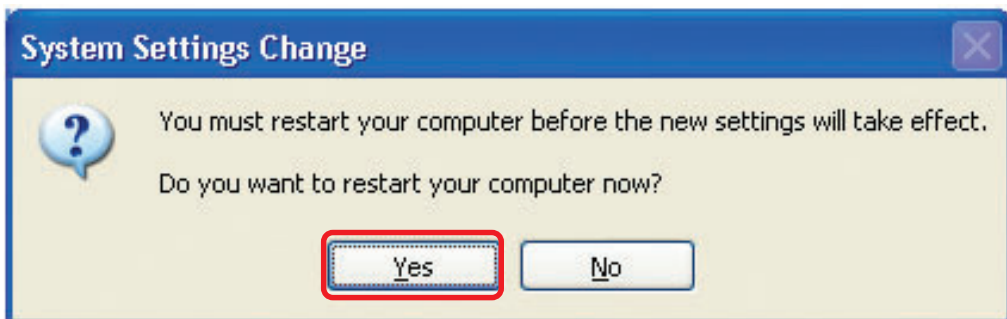 System Settings Change
You must restart your computer before the new settings will take effect.
Do you want to restart your computer now?
Yes
No